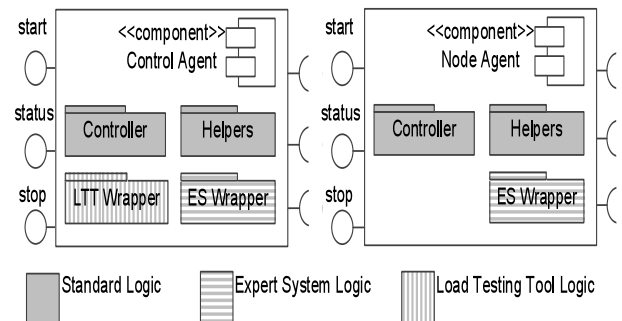 start
<<component>>
Control Agent
status
Controller
Helpers
stop
LTT Wrapper
ES Wrapper
start
<<component>>
Node Agent
status
Controller
Helpers
stop
ES Wrapper
Standard Logic
Expert System Logic
Load Testing Tool Logic